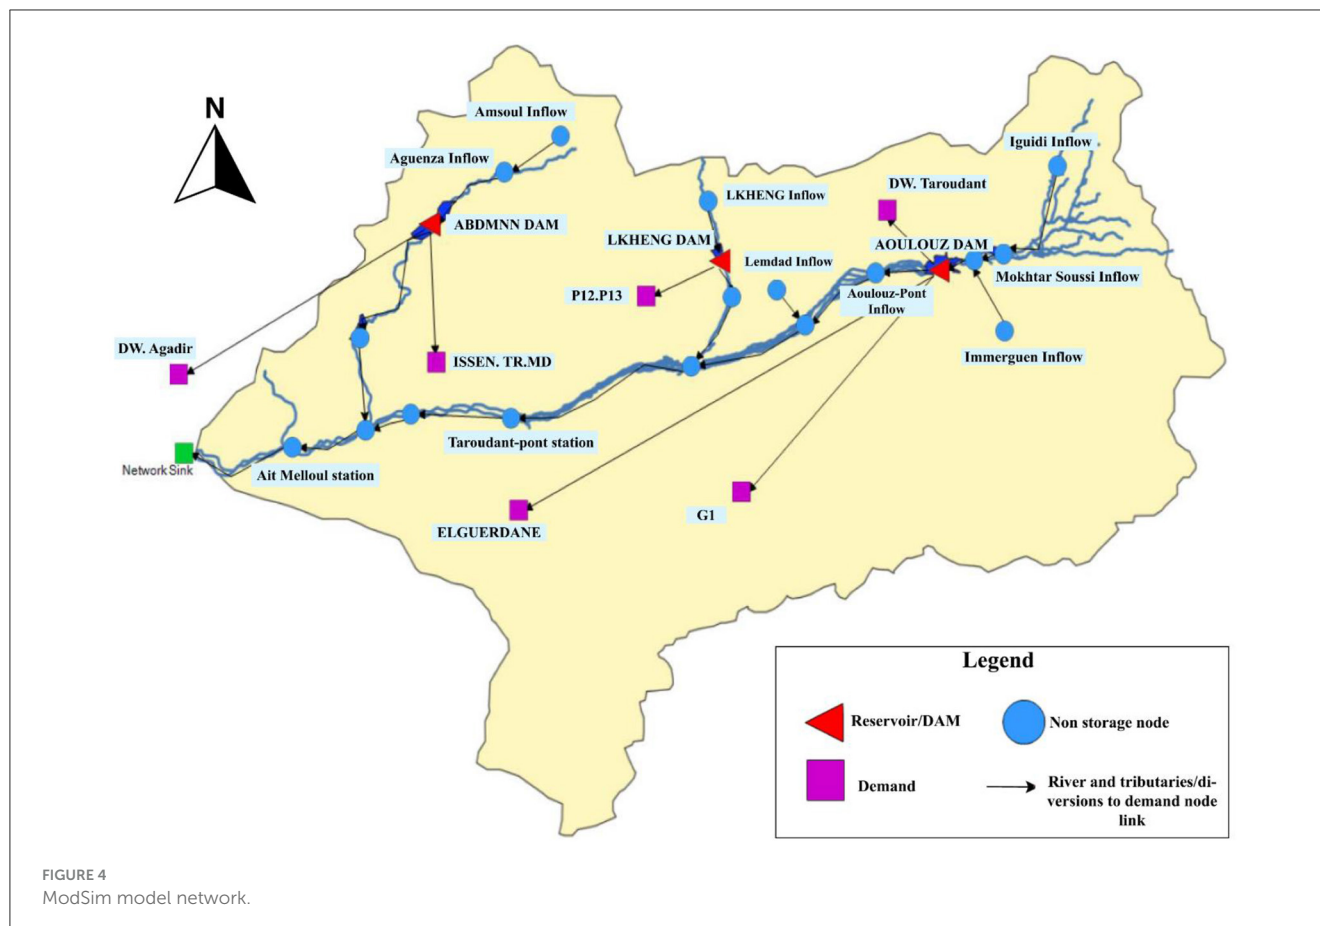 N
Amsoul Inflow
Aguenza Inflow
Iguidi Inflow
DW. Taroudant
LKHENG Inflow
ABDMNN DAM
LKHENG DAM
AOULOUZ DAM
Lemdad Inflow
Mokhtar Soussi Inflow
P12.P13
Aoulouz-Pont
Inflow
DW. Agadir
ISSEN. TR.MD
Immerguen Inflow
Taroudant-pont station
Network Sink
Ait Melloul station
G1
ELGUERDANE
Legend
Reservoir/DAM
Non storage node
Demand
River and tributaries/di-
versions to demand node
link
FIGURE 4
ModSim model network.